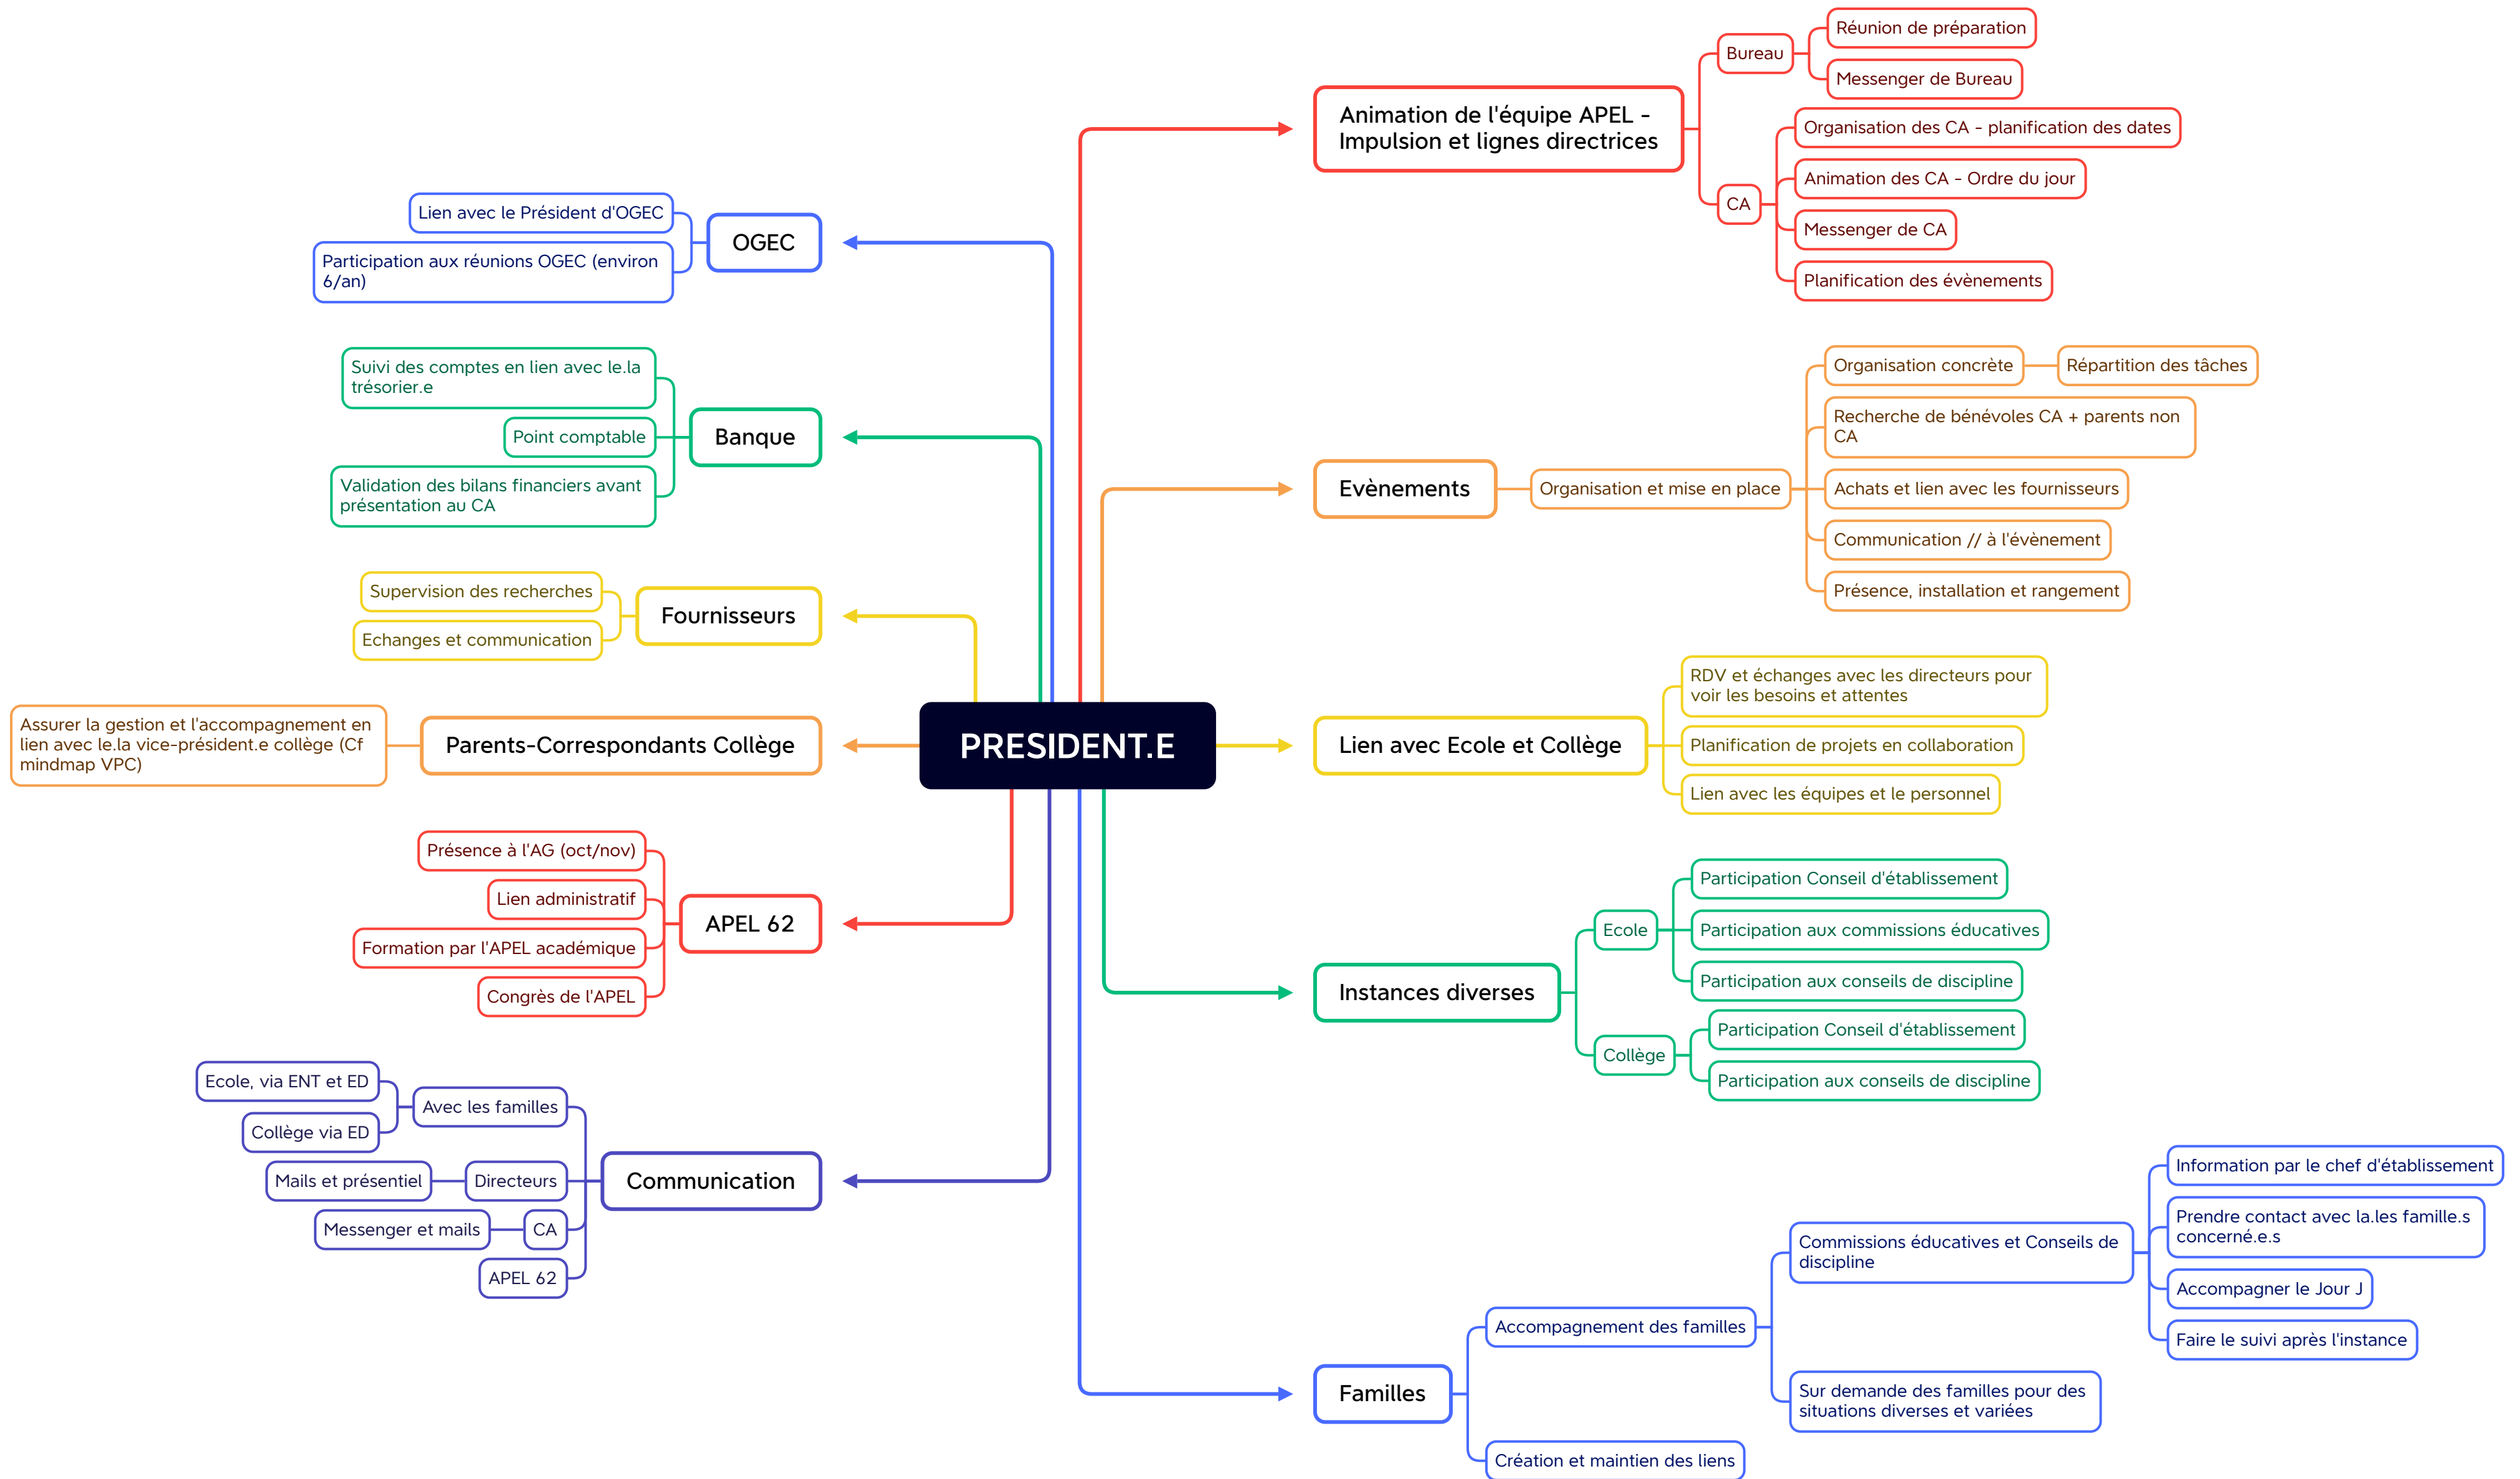 PRESIDENT.E
Animation de l'équipe APEL -
Impulsion et lignes directrices
Bureau
Réunion de préparation
Messenger de Bureau
CA
Organisation des CA - planification des dates
Animation des CA - Ordre du jour
Messenger de CA
Planification des évènements
Evènements
Organisation et mise en place
Organisation concrète
Répartition des tâches
Recherche de bénévoles CA + parents non
CA
Achats et lien avec les fournisseurs
Communication // à l'évènement
Présence, installation et rangement
Lien avec Ecole et Collège
RDV et échanges avec les directeurs pour
voir les besoins et attentes
Planification de projets en collaboration
Lien avec les équipes et le personnel
Instances diverses
Ecole
Participation Conseil d'établissement
Participation aux commissions éducatives
Participation aux conseils de discipline
Collège
Participation Conseil d'établissement
Participation aux conseils de discipline
Familles
Accompagnement des familles
Commissions éducatives et Conseils de
discipline
Information par le chef d'établissement
Prendre contact avec la.les famille.s
concerné.e.s
Accompagner le Jour J
Faire le suivi après l'instance
Sur demande des familles pour des
situations diverses et variées
Création et maintien des liens
OGEC
Lien avec le Président d'OGEC
Participation aux réunions OGEC (environ
6/an)
Banque
Suivi des comptes en lien avec le.la
trésorier.e
Point comptable
Validation des bilans financiers avant
présentation au CA
Fournisseurs
Supervision des recherches
Echanges et communication
Parents-Correspondants Collège
Assurer la gestion et l'accompagnement en
lien avec le.la vice-président.e collège (Cf
mindmap VPC)
APEL 62
Présence à l'AG (oct/nov)
Lien administratif
Formation par l'APEL académique
Congrès de l'APEL
Communication
Avec les familles
Ecole, via ENT et ED
Collège via ED
Directeurs
Mails et présentiel
CA
Messenger et mails
APEL 62